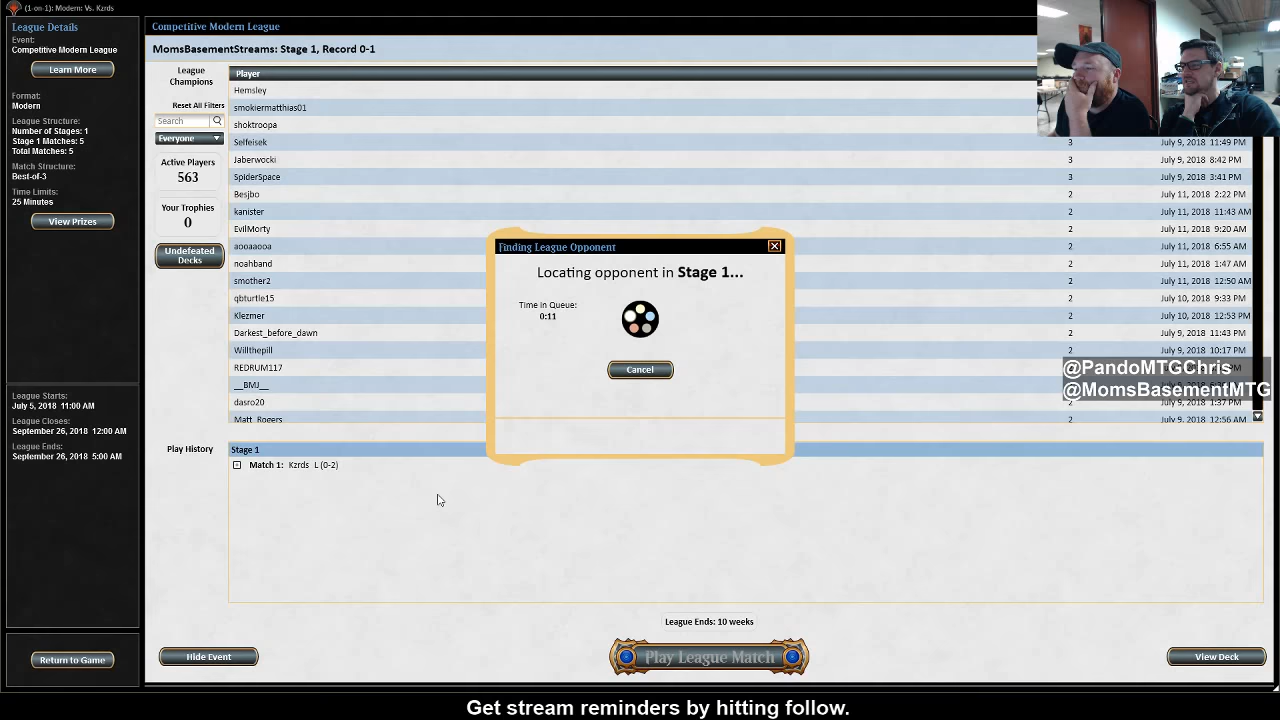 (1-on-1): Modern: Vs. Kzrds
League Details
Event:
Competitive Modern League
Learn More
Format:
Modern
League Structure:
Number of Stages: 1
Stage 1 Matches: 5
Total Matches: 5
Match Structure:
Best-of-3
Time Limits:
25 Minutes
View Prizes
League Starts:
July 5, 2018 11:00 AM
League Closes:
September 26, 2018 12:00 AM
League Ends:
September 26, 2018 5:00 AM
Return to Game
Competitive Modern League
MomsBasementStreams: Stage 1, Record 0-1
League
Champions
Reset All Filters
Search
Everyone
Active Players
563
Your Trophies
0
Undefeated
Decks
Player
Hemsley
smokiermatthias01
shoktroopa
Selfeisek 3 July 9, 2018 11:49 PM
Jaberwocki 3 July 9, 2018 8:42 PM
SpiderSpace 3 July 9, 2018 3:41 PM
Besjbo 2 July 11, 2018 2:22 PM
kanister 2 July 11, 2018 11:43 AM
EvilMorty 2 July 11, 2018 9:20 AM
aooaaooa 2 July 11, 2018 6:55 AM
noahband 2 July 11, 2018 1:47 AM
smother2 2 July 11, 2018 12:50 AM
qbturtle15 2 July 10, 2018 9:33 PM
Klezmer 2 July 10, 2018 12:53 PM
Darkest_before_dawn 2 July 9, 2018 11:43 PM
Willthepill 2 July 9, 2018 10:17 PM
REDRUM117
__BMJ__
dasro20 2 July 9, 2018 1:37 PM
Matt_Rogers 2 July 9, 2018 12:56 AM
@PandoMTGChris
@MomsBasementMTG
Finding League Opponent
Locating opponent in Stage 1...
Time in Queue:
0:11
Cancel
Play History
Stage 1
Match 1: Kzrds L (0-2)
League Ends: 10 weeks
Hide Event
Play League Match
View Deck
Get stream reminders by hitting follow.